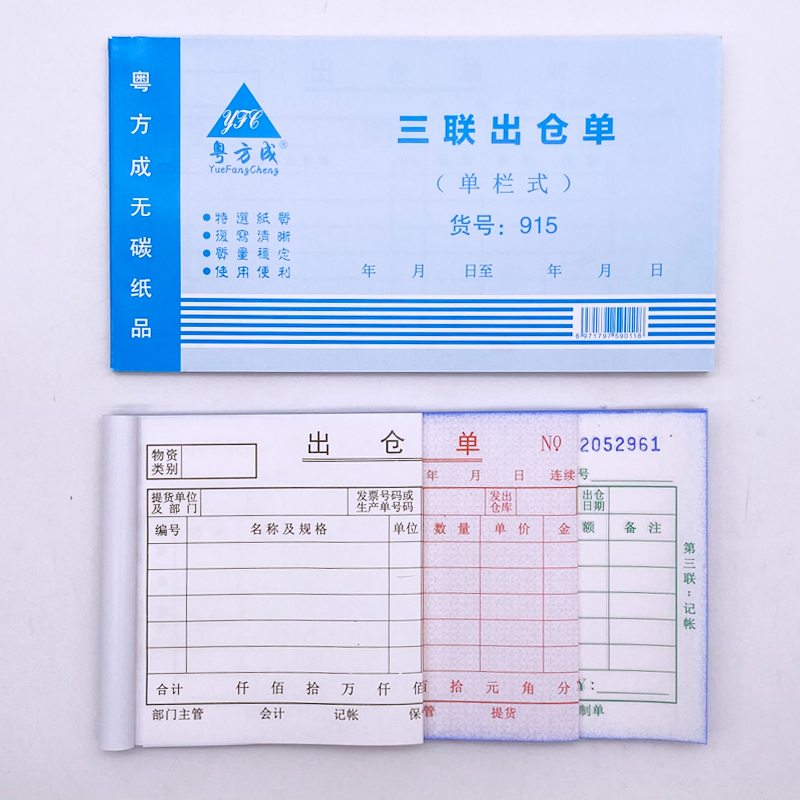 粤方成无碳纸品
YFC
粤方成®
YueFangCheng
三联出仓单
（单栏式）
货号：915
●特選紙質
●復寫清晰
●質量穩定
●使用便利
年 月 日至 年 月 日
6 971797 590118
出 仓 单 NO 2052961
物资
类别
年 月 日 连续号
提货单位
及部门
发票号码或
生产单号码
发出
仓库
出仓
日期
编号 名称及规格 单位 数量 单价 金额 备注
合计 仟 佰 拾 万 仟 佰 拾 元 角 分 ¥：
部门主管 会计 记帐 保管 提货 制单
第三联：记帐